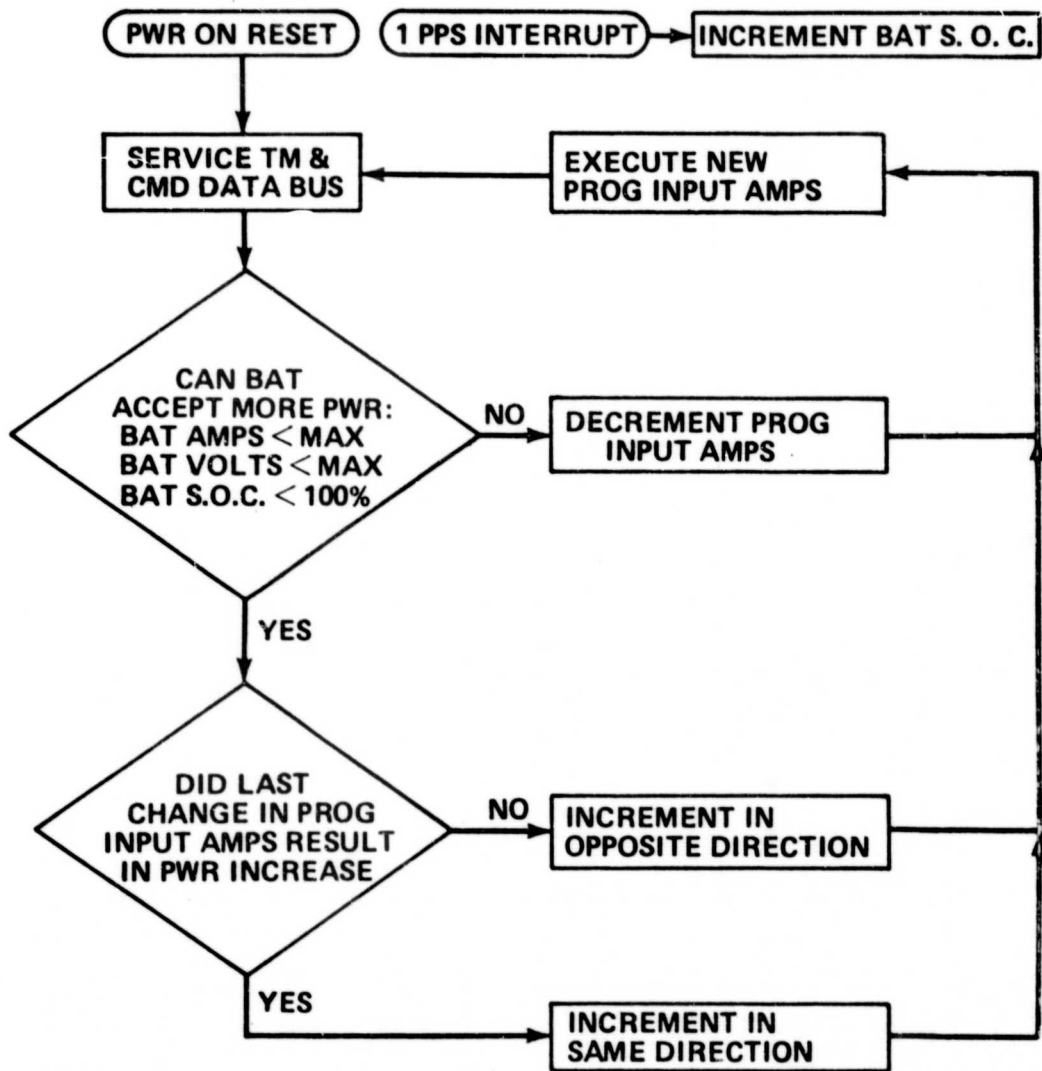 PWR ON RESET
1 PPS INTERRUPT
INCREMENT BAT S. O. C.
SERVICE TM &
CMD DATA BUS
EXECUTE NEW
PROG INPUT AMPS
CAN BAT
ACCEPT MORE PWR:
BAT AMPS < MAX
BAT VOLTS < MAX
BAT S.O.C. < 100%
NO
DECREMENT PROG
INPUT AMPS
YES
DID LAST
CHANGE IN PROG
INPUT AMPS RESULT
IN PWR INCREASE
NO
INCREMENT IN
OPPOSITE DIRECTION
YES
INCREMENT IN
SAME DIRECTION